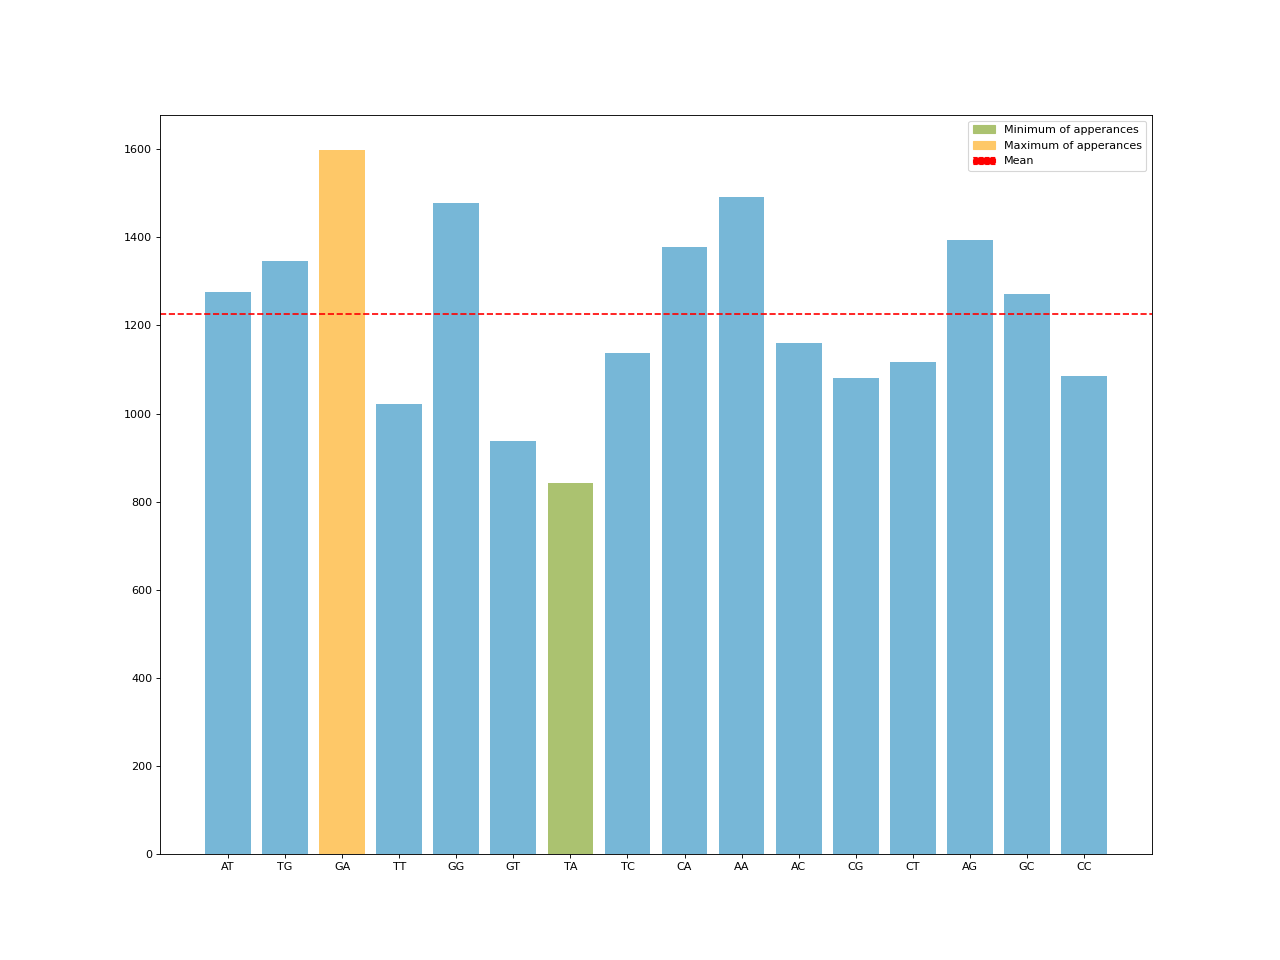 Minimum of apperances
Maximum of apperances
Mean
1600
1400
1200
1000
800
600
400
200
0
AT TG GA TT GG GT TA TC CA AA AC CG CT AG GC CC